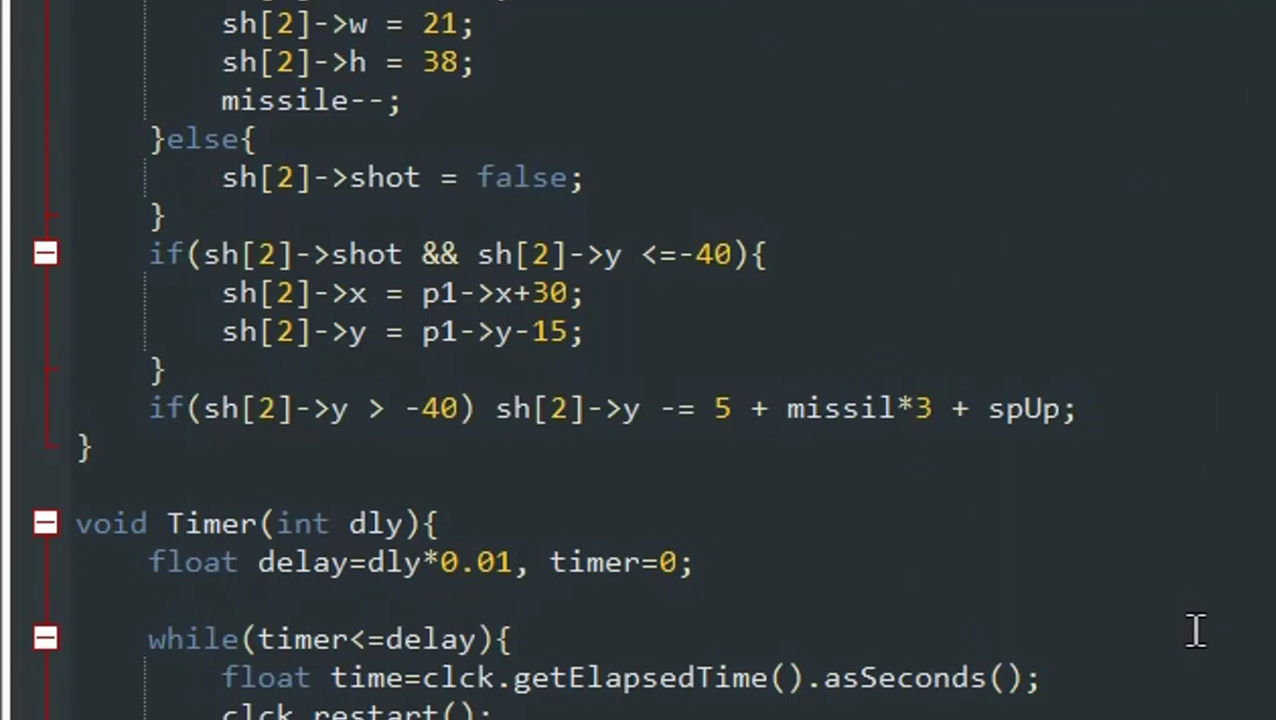 sh[2]->w = 21;
sh[2]->h = 38;
missile--;
}else{
sh[2]->shot = false;
}
if(sh[2]->shot && sh[2]->y <=-40){
sh[2]->x = p1->x+30;
sh[2]->y = p1->y-15;
}
if(sh[2]->y > -40) sh[2]->y -= 5 + missil*3 + spUp;
}
void Timer(int dly){
float delay=dly*0.01, timer=0;
while(timer<=delay){
float time=clck.getElapsedTime().asSeconds();
clck.restart();